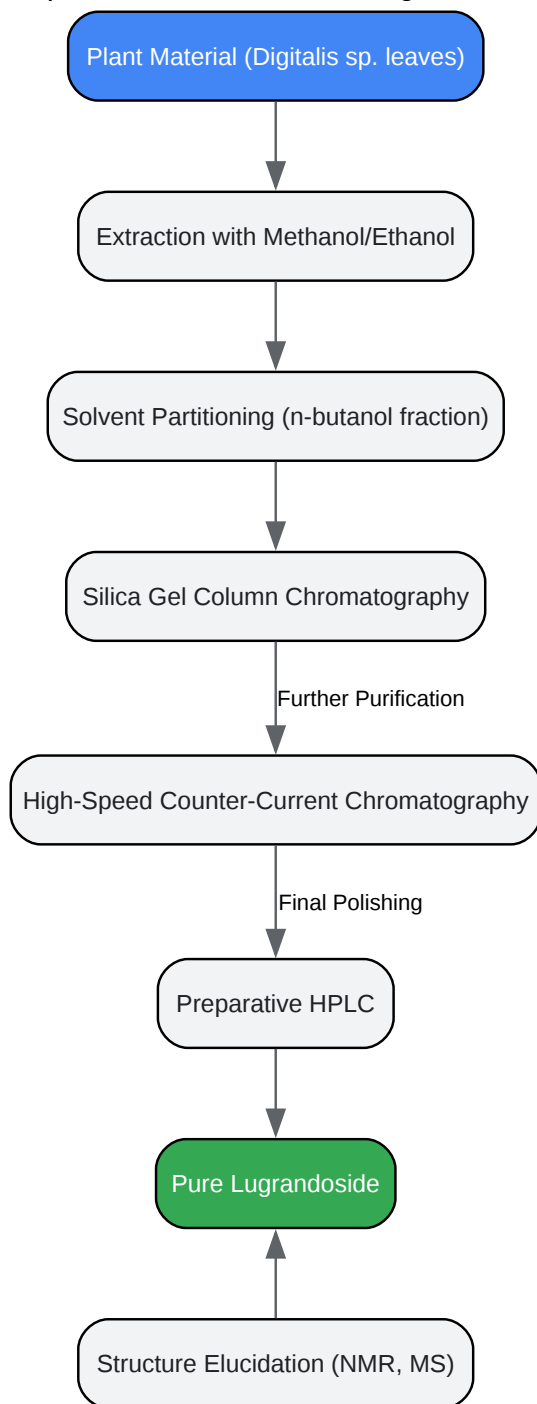 Plant Material (Digitalis sp. leaves)
Extraction with Methanol/Ethanol
Solvent Partitioning (n-butanol fraction)
Silica Gel Column Chromatography
Further Purification
High-Speed Counter-Current Chromatography
Final Polishing
Preparative HPLC
Pure Lugrandoside
Structure Elucidation (NMR, MS)